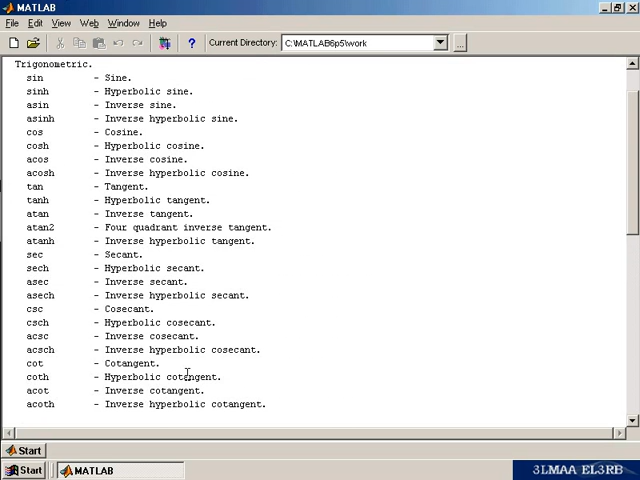 MATLAB
File Edit View Web Window Help
Current Directory: C:\MATLAB6p5\work ...
Trigonometric.
sin - Sine.
sinh - Hyperbolic sine.
asin - Inverse sine.
asinh - Inverse hyperbolic sine.
cos - Cosine.
cosh - Hyperbolic cosine.
acos - Inverse cosine.
acosh - Inverse hyperbolic cosine.
tan - Tangent.
tanh - Hyperbolic tangent.
atan - Inverse tangent.
atan2 - Four quadrant inverse tangent.
atanh - Inverse hyperbolic tangent.
sec - Secant.
sech - Hyperbolic secant.
asec - Inverse secant.
asech - Inverse hyperbolic secant.
csc - Cosecant.
csch - Hyperbolic cosecant.
acsc - Inverse cosecant.
acsch - Inverse hyperbolic cosecant.
cot - Cotangent.
coth - Hyperbolic cotangent.
acot - Inverse cotangent.
acoth - Inverse hyperbolic cotangent.
Start
Start MATLAB 3LMAA EL3RB